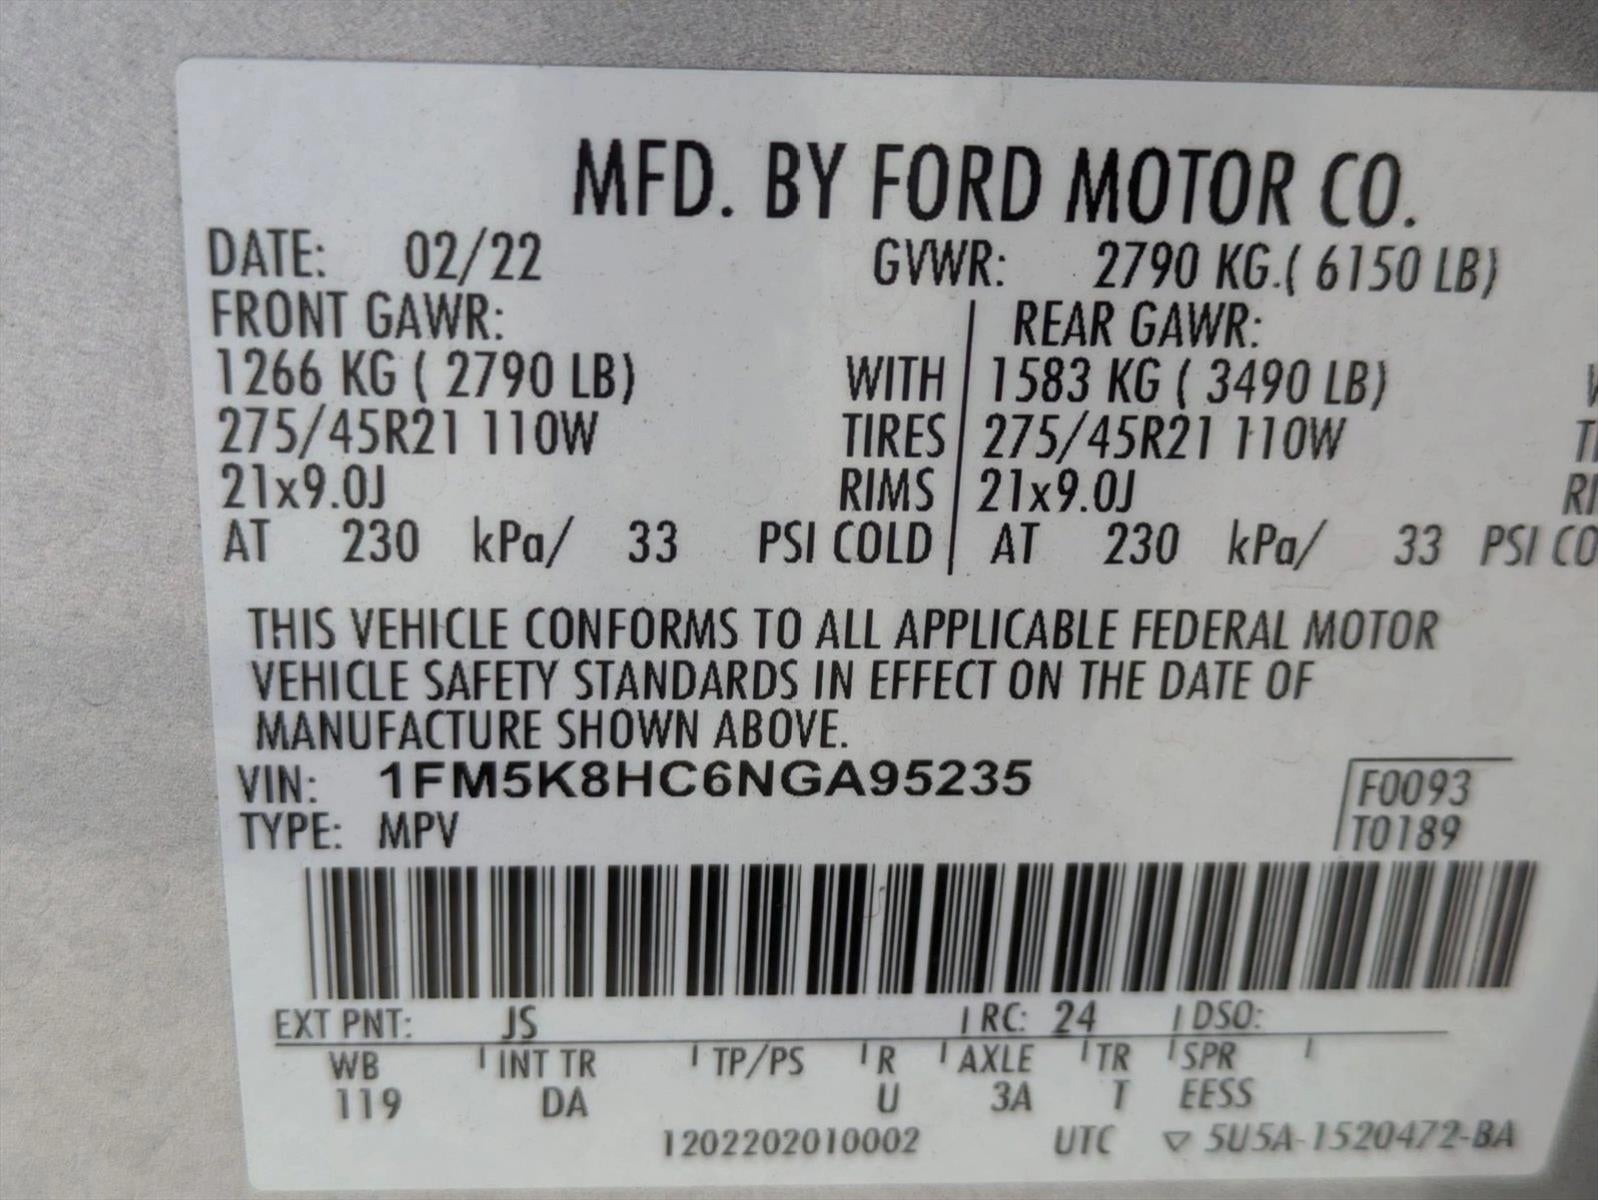 MFD. BY FORD MOTOR CO.
DATE: 02/22 GVWR: 2790 KG.( 6150 LB)
FRONT GAWR: REAR GAWR:
1266 KG ( 2790 LB) WITH 1583 KG ( 3490 LB)
275/45R21 110W TIRES 275/45R21 110W
21x9.0J RIMS 21x9.0J
AT 230 kPa/ 33 PSI COLD AT 230 kPa/ 33 PSI CO
THIS VEHICLE CONFORMS TO ALL APPLICABLE FEDERAL MOTOR
VEHICLE SAFETY STANDARDS IN EFFECT ON THE DATE OF
MANUFACTURE SHOWN ABOVE.
VIN: 1FM5K8HC6NGA95235 F0093
TYPE: MPV T0189
EXT PNT: JS RC: 24 DSO:
WB INT TR TP/PS R AXLE TR SPR
119 DA U 3A T EESS
1202202010002 UTC ▽ 5U5A-1520472-BA